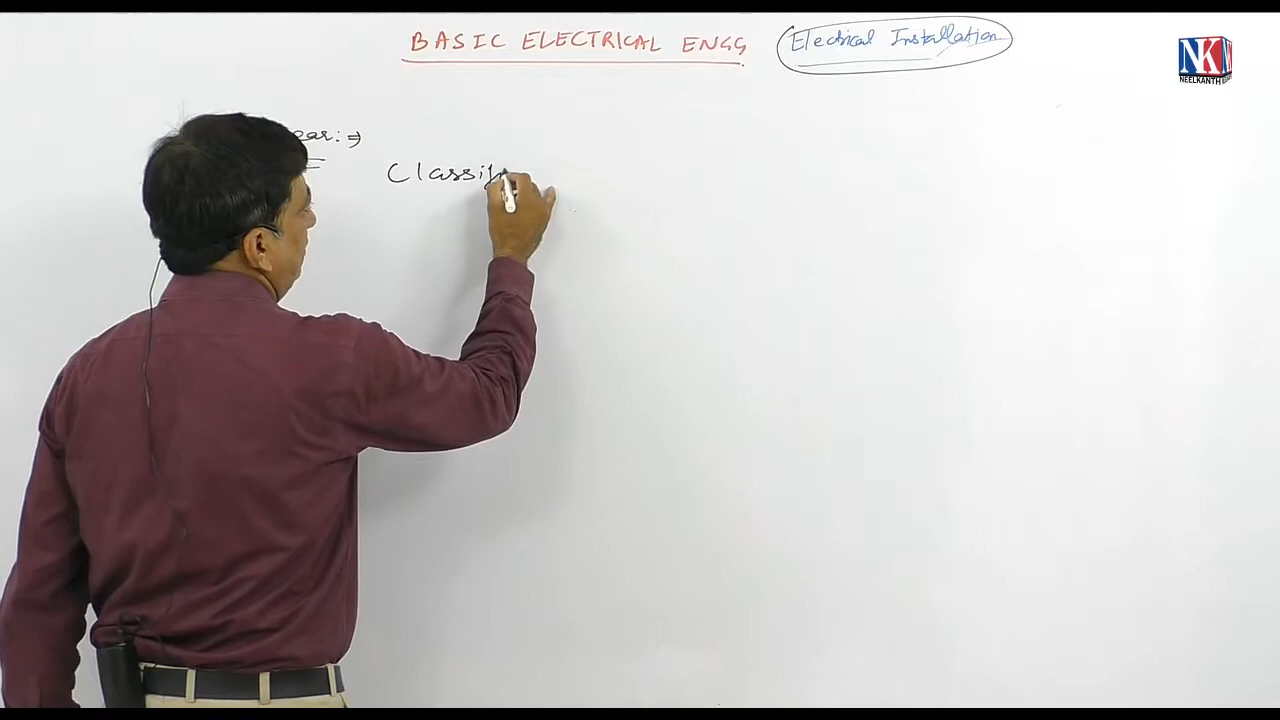 BASIC ELECTRICAL ENGG
Electrical Installation
NK
NEELKANTH
ear:⇒
Classif